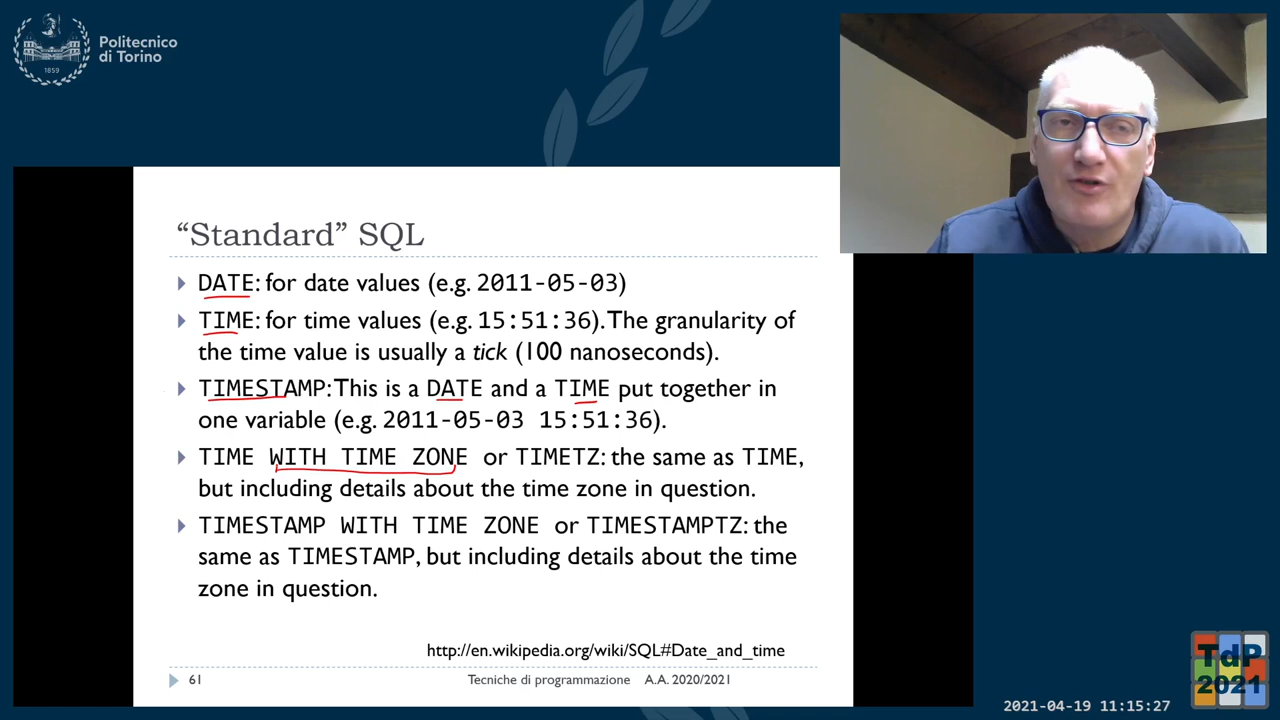 Politecnico
di Torino
1859
“Standard” SQL
DATE: for date values (e.g. 2011-05-03)
TIME: for time values (e.g. 15:51:36).The granularity of
the time value is usually a tick (100 nanoseconds).
TIMESTAMP: This is a DATE and a TIME put together in
one variable (e.g. 2011-05-03 15:51:36).
TIME WITH TIME ZONE or TIMETZ: the same as TIME,
but including details about the time zone in question.
TIMESTAMP WITH TIME ZONE or TIMESTAMPTZ: the
same as TIMESTAMP, but including details about the time
zone in question.
http://en.wikipedia.org/wiki/SQL#Date_and_time
61 Tecniche di programmazione A.A. 2020/2021
TdP
2021
2021-04-19 11:15:27